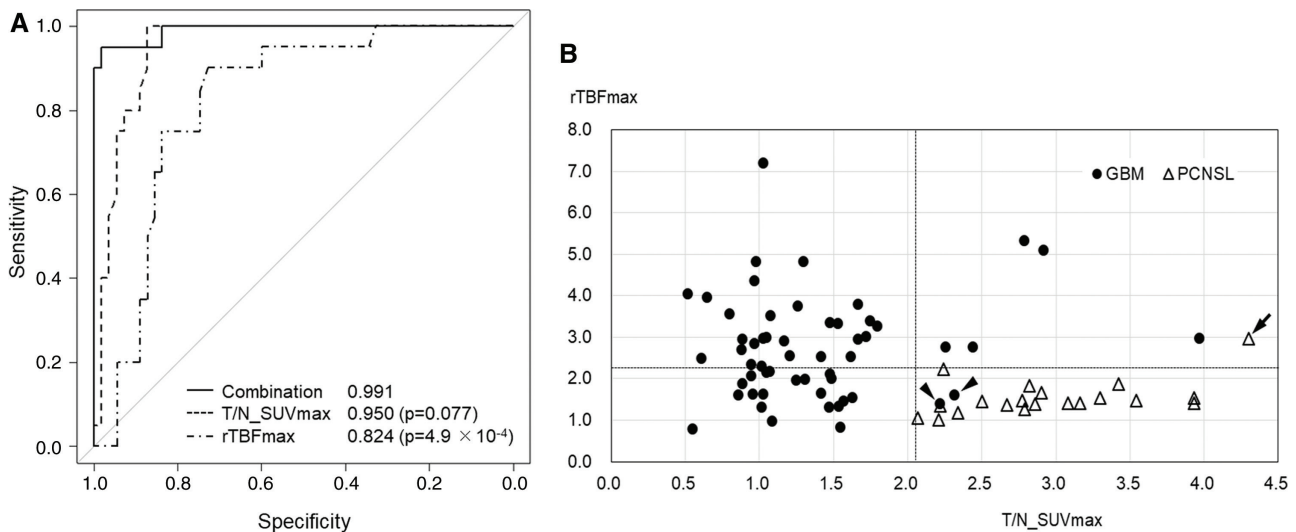 A
1.0
0.8
0.6
0.4
0.2
0.0
Sensitivity
Combination 0.991
T/N_SUVmax 0.950 (p=0.077)
rTBFmax 0.824 (p=4.9 × 10⁻⁴)
1.0 0.8 0.6 0.4 0.2 0.0
Specificity
B
rTBFmax
8.0
7.0
6.0
5.0
4.0
3.0
2.0
1.0
0.0
GBM PCNSL
0.0 0.5 1.0 1.5 2.0 2.5 3.0 3.5 4.0 4.5
T/N_SUVmax